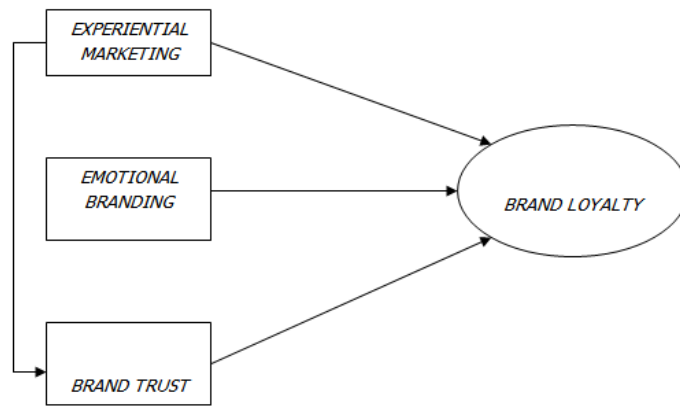 EXPERIENTIAL
MARKETING
EMOTIONAL
BRANDING
BRAND LOYALTY
BRAND TRUST